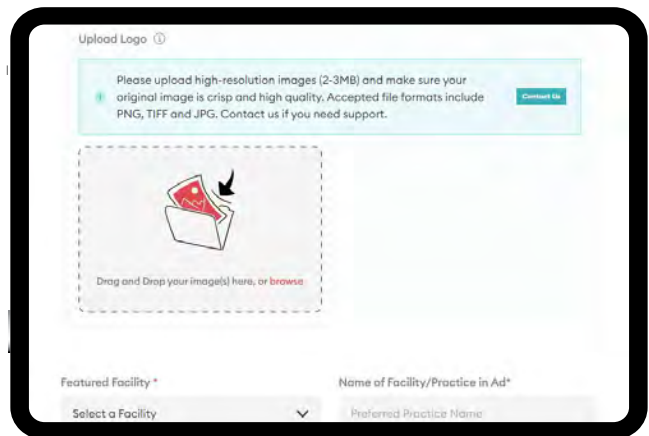 Upload Logo ⓘ
Please upload high-resolution images (2-3MB) and make sure your
original image is crisp and high quality. Accepted file formats include
PNG, TIFF and JPG. Contact us if you need support.
Contact Us
Drag and Drop your image(s) here, or browse
Featured Facility *
Name of Facility/Practice in Ad*
Select a Facility
Preferred Practice Name